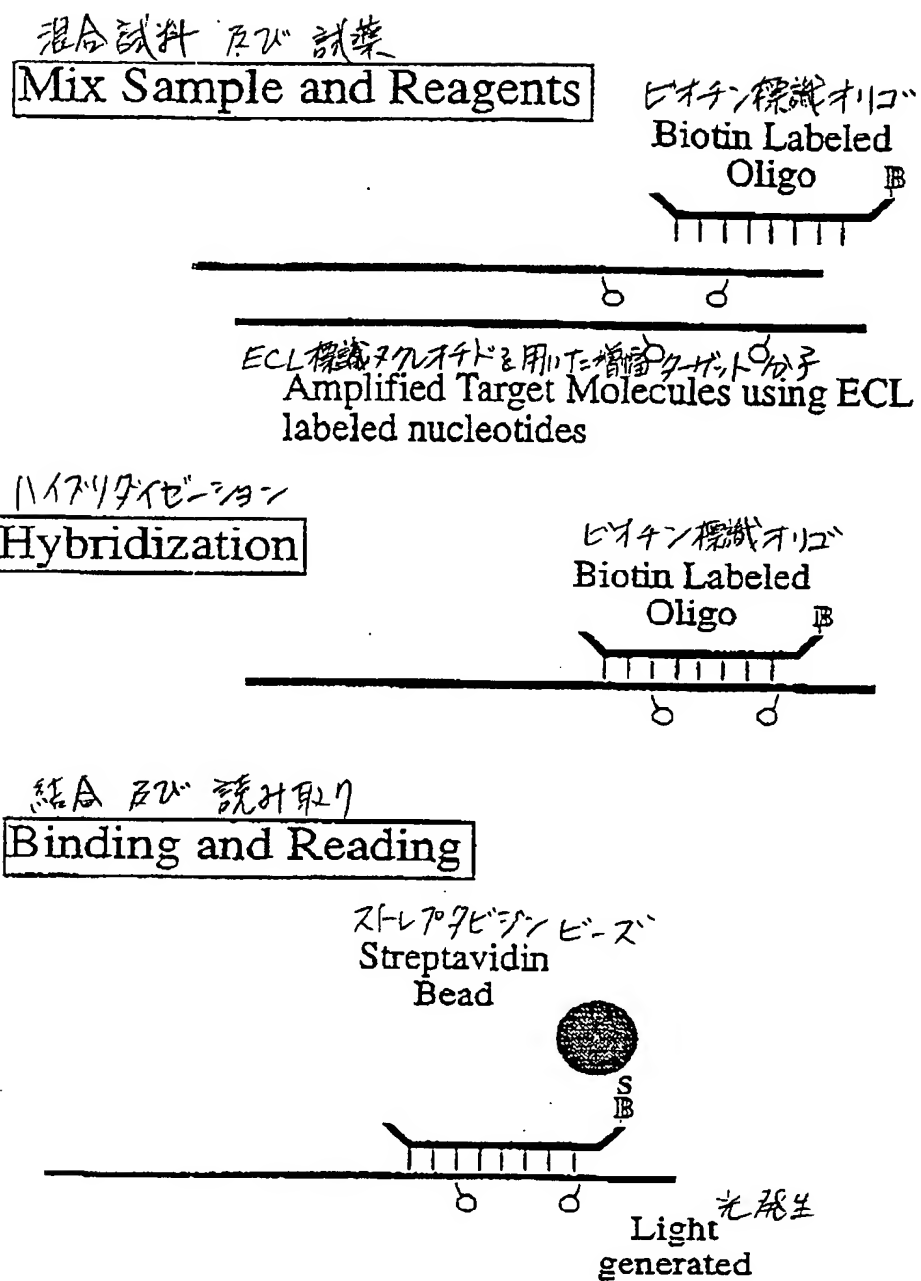 混合試料 及び 試薬
Mix Sample and Reagents
ビオチン標識オリゴ
Biotin Labeled
Oligo
B
ECL標識ヌクレオチドを用いた増幅ターゲット分子
Amplified Target Molecules using ECL
labeled nucleotides
ハイブリダイゼーション
Hybridization
ビオチン標識オリゴ
Biotin Labeled
Oligo
B
結合 及び 読み取り
Binding and Reading
ストレプタビジン ビーズ
Streptavidin
Bead
S
B
光発生
Light
generated